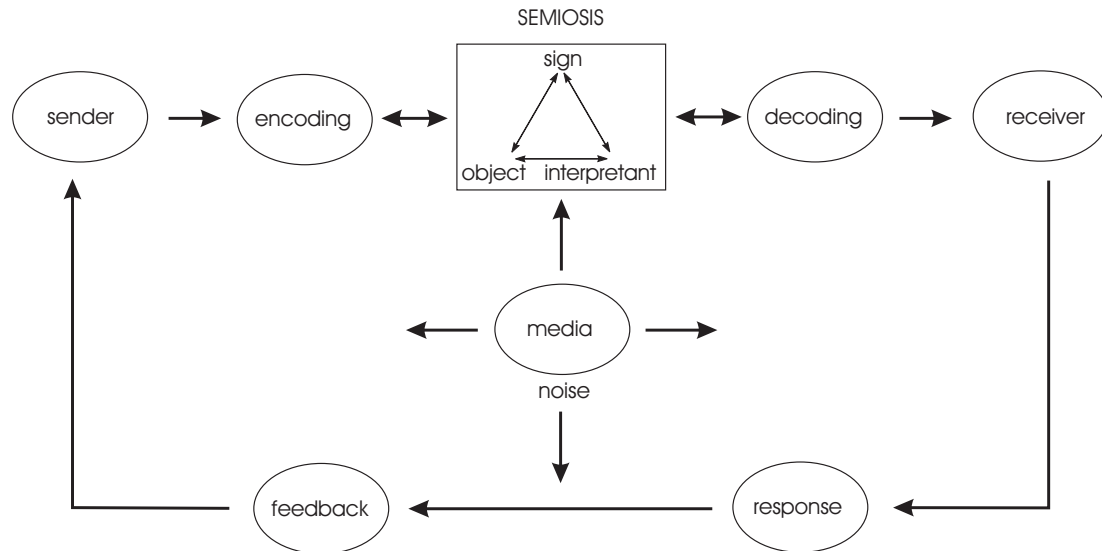 SEMIOSIS
sign
sender
encoding
decoding
receiver
object interpretant
media
noise
feedback
response